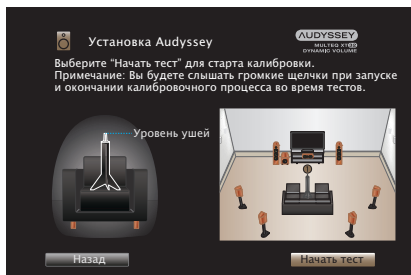 Установка Audyssey
AUDYSSEY
MULTEQ XT32
DYNAMIC VOLUME
Выберите “Начать тест” для старта калибровки.
Примечание: Вы будете слышать громкие щелчки при запуске
и окончании калибровочного процесса во время тестов.
Уровень ушей
Назад
Начать тест